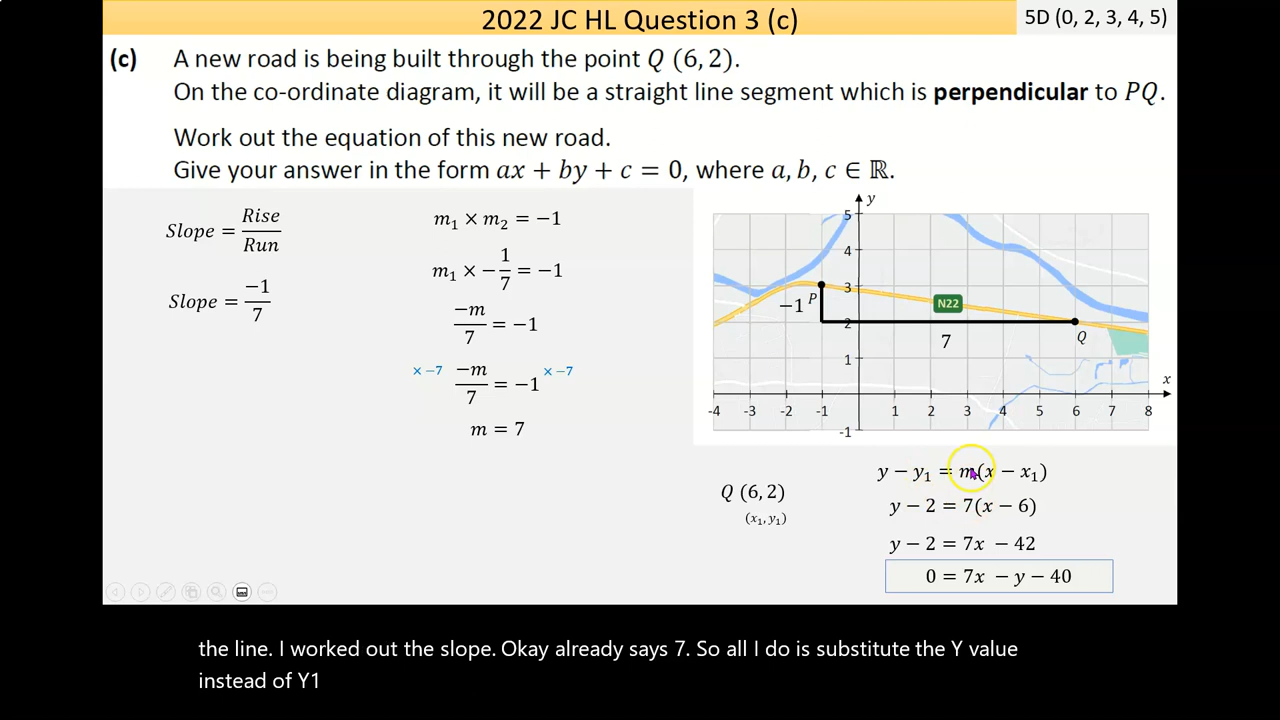 2022 JC HL Question 3 (c)
5D (0, 2, 3, 4, 5)
(c) A new road is being built through the point Q (6, 2).
On the co-ordinate diagram, it will be a straight line segment which is perpendicular to PQ.
Work out the equation of this new road.
Give your answer in the form ax + by + c = 0, where a, b, c ∈ ℝ.
Slope = Rise/Run
Slope = −1/7
m₁ × m₂ = −1
m₁ × −1/7 = −1
−m/7 = −1
× −7 −m/7 = −1 × −7
m = 7
y
5
4
3
2
1
-1
-4 -3 -2 -1 1 2 3 4 5 6 7 8
x
P
−1
N22
7
Q
Q (6, 2)
(x₁, y₁)
y − y₁ = m(x − x₁)
y − 2 = 7(x − 6)
y − 2 = 7x − 42
0 = 7x − y − 40
the line. I worked out the slope. Okay already says 7. So all I do is substitute the Y value
instead of Y1